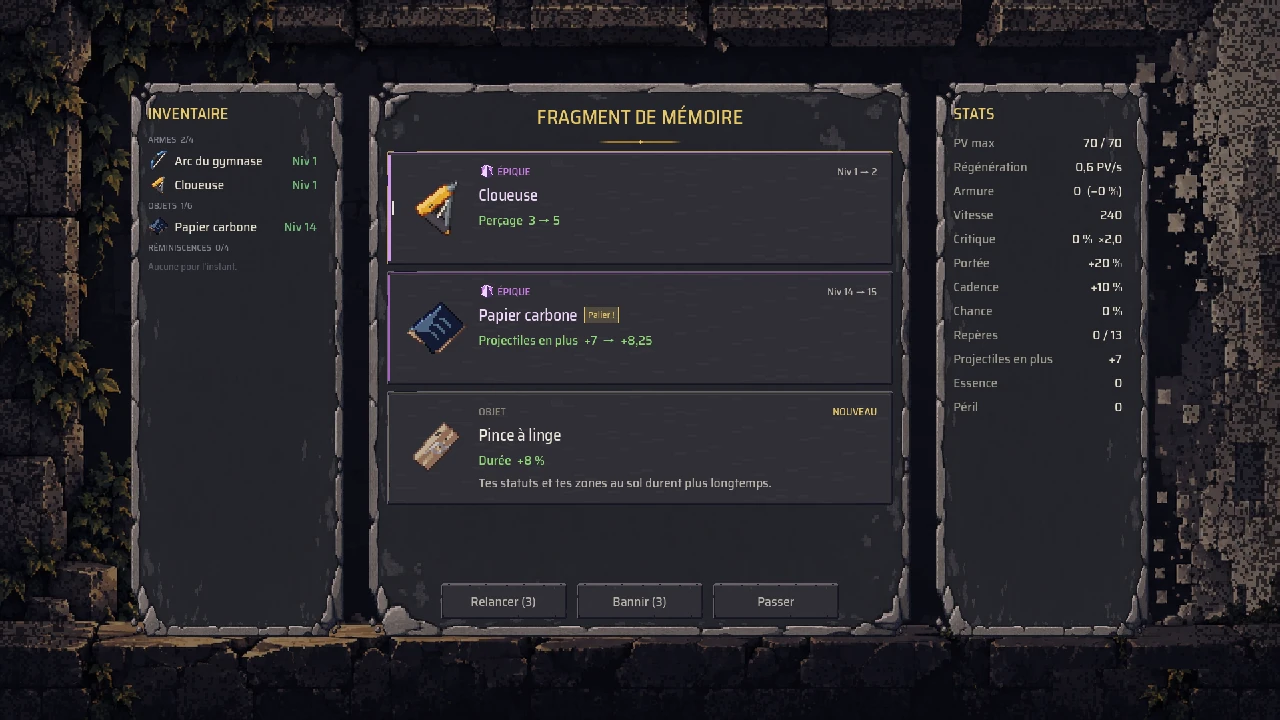 INVENTAIRE
ARMES 2/4
Arc du gymnase Niv 1
Cloueuse Niv 1
OBJETS 1/6
Papier carbone Niv 14
RÉMINISCENCES 0/4
Aucune pour l'instant.
FRAGMENT DE MÉMOIRE
ÉPIQUE Niv 1 → 2
Cloueuse
Perçage 3 → 5
ÉPIQUE Niv 14 → 15
Papier carbone Palier !
Projectiles en plus +7 → +8,25
OBJET NOUVEAU
Pince à linge
Durée +8 %
Tes statuts et tes zones au sol durent plus longtemps.
Relancer (3) Bannir (3) Passer
STATS
PV max 70 / 70
Régénération 0,6 PV/s
Armure 0 (−0 %)
Vitesse 240
Critique 0 % ×2,0
Portée +20 %
Cadence +10 %
Chance 0 %
Repères 0 / 13
Projectiles en plus +7
Essence 0
Péril 0